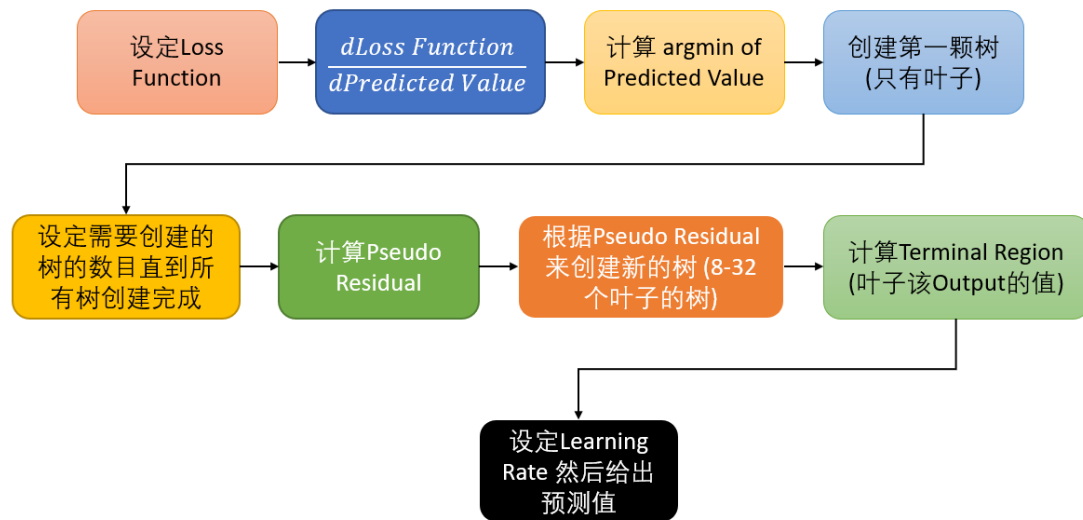 设定Loss
Function
dLoss Function
dPredicted Value
计算 argmin of
Predicted Value
创建第一颗树
(只有叶子)
设定需要创建的
树的数目直到所
有树创建完成
计算Pseudo
Residual
根据Pseudo Residual
来创建新的树 (8-32
个叶子的树)
计算Terminal Region
(叶子该Output的值)
设定Learning
Rate 然后给出
预测值